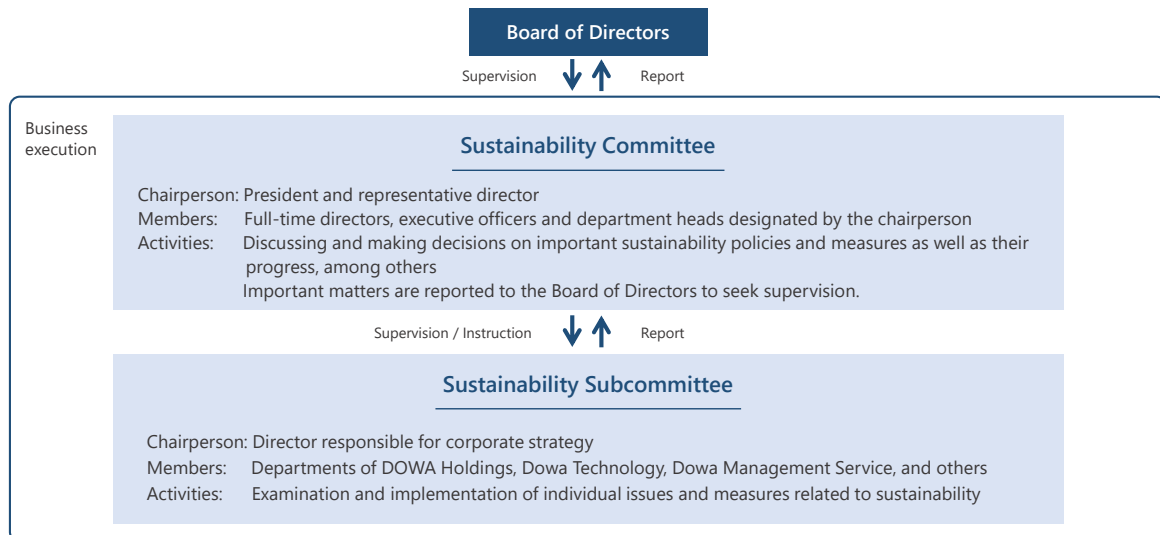 Board of Directors
Supervision
Report
Business
execution
Sustainability Committee
Chairperson: President and representative director
Members: Full-time directors, executive officers and department heads designated by the chairperson
Activities: Discussing and making decisions on important sustainability policies and measures as well as their
progress, among others
Important matters are reported to the Board of Directors to seek supervision.
Supervision / Instruction
Report
Sustainability Subcommittee
Chairperson: Director responsible for corporate strategy
Members: Departments of DOWA Holdings, Dowa Technology, Dowa Management Service, and others
Activities: Examination and implementation of individual issues and measures related to sustainability